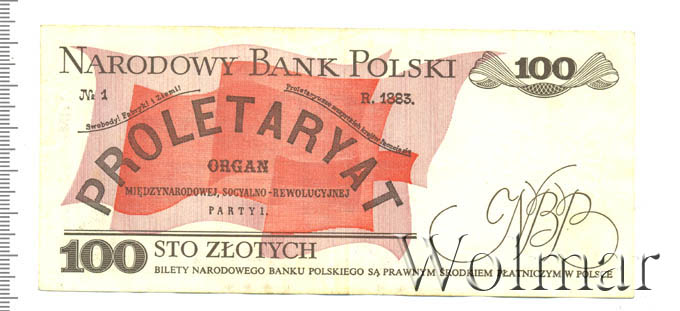 NARODOWY BANK POLSKI
100
№ 1
R. 1883.
Swobody! Fabryk! i Ziemi!
Proletaryusze wszystkich krajów łączcie się
PROLETARYAT
ORGAN
MIĘDZYNARODOWEJ, SOCYALNO-REWOLUCYJNEJ
PARTYI.
NBP
100 STO ZŁOTYCH
BILETY NARODOWEGO BANKU POLSKIEGO SĄ PRAWNYM ŚRODKIEM PŁATNICZYM W POLSCE
Wolmar